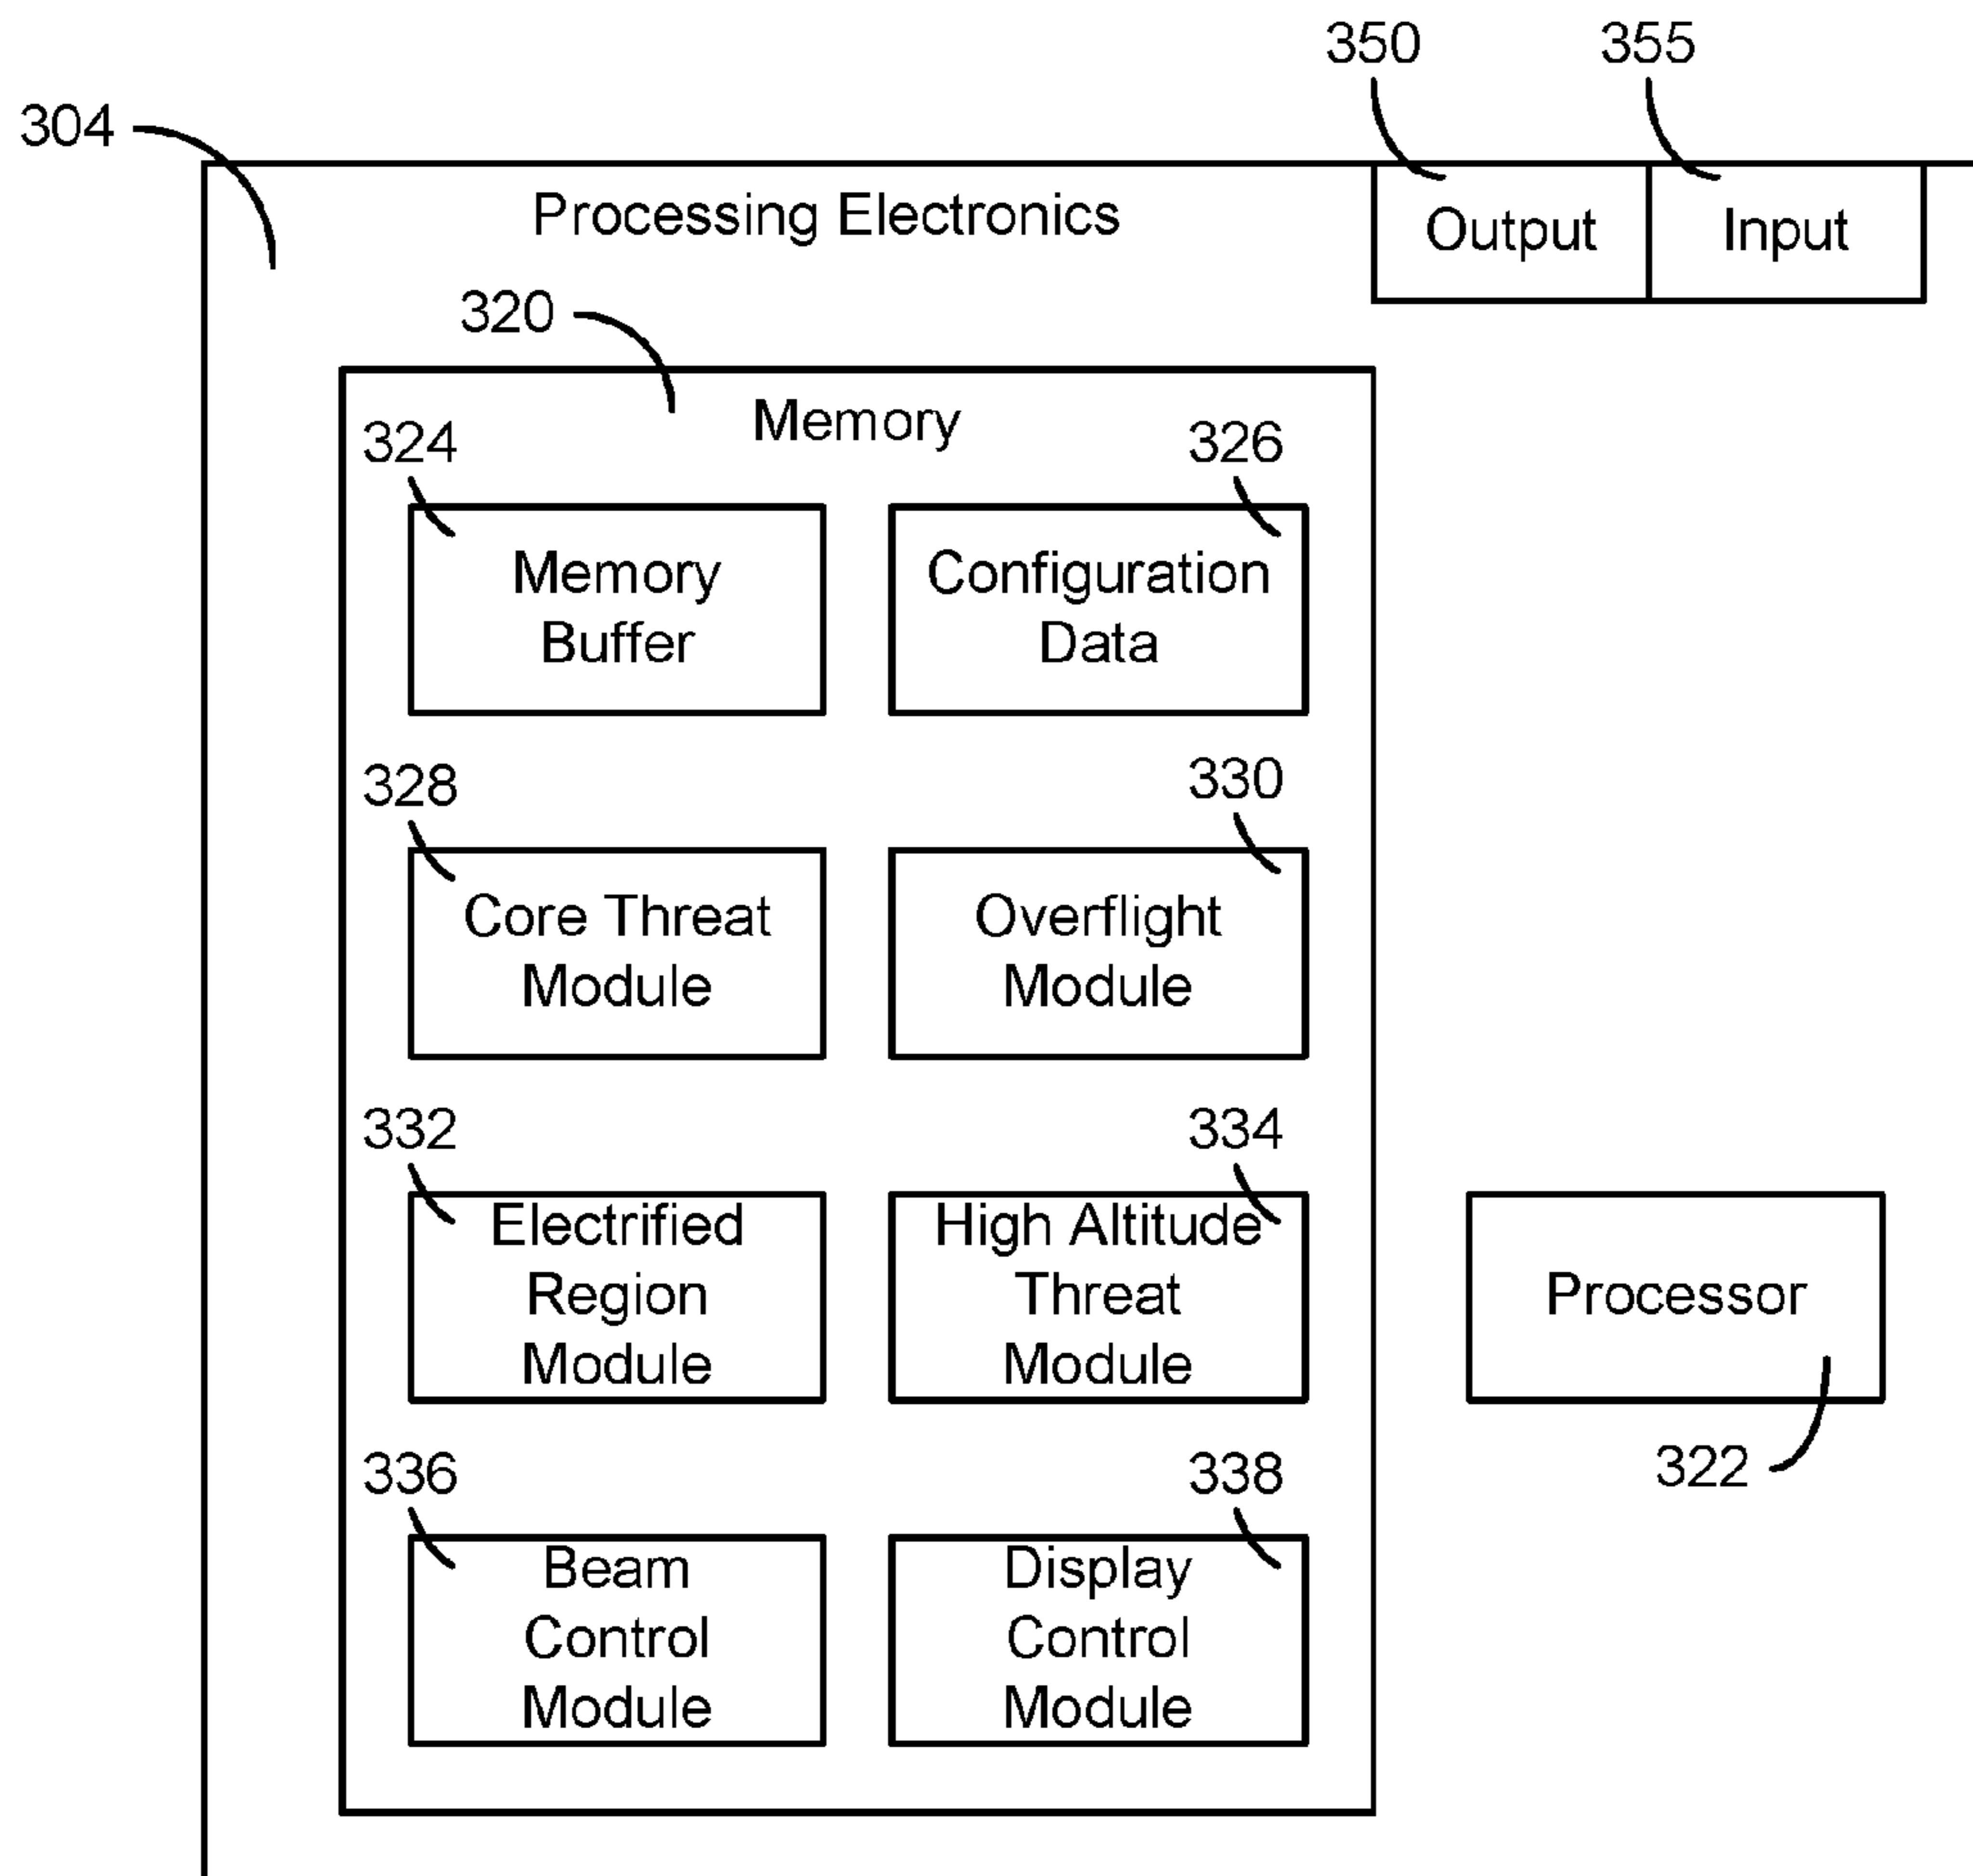 350
355
304
Processing Electronics
Output
Input
320
Memory
324
326
Memory
Buffer
Configuration
Data
328
330
Core Threat
Module
Overflight
Module
332
334
Electrified
Region
Module
High Altitude
Threat
Module
Processor
322
336
338
Beam
Control
Module
Display
Control
Module